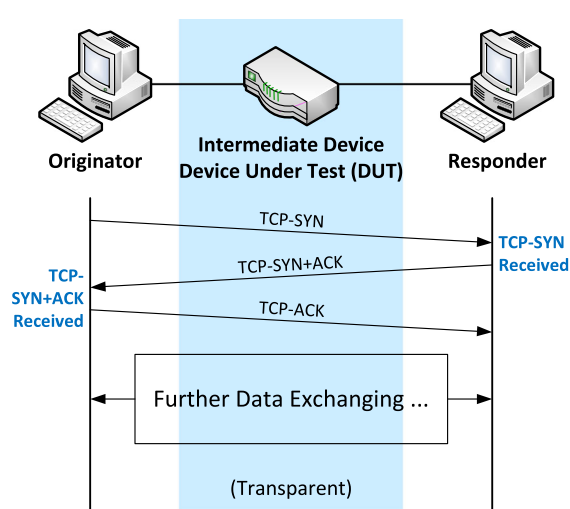 Intermediate Device
Device Under Test (DUT)
Originator
Responder
TCP-SYN
TCP-SYN
Received
TCP-SYN+ACK
TCP-
SYN+ACK
Received
TCP-ACK
Further Data Exchanging ...
(Transparent)